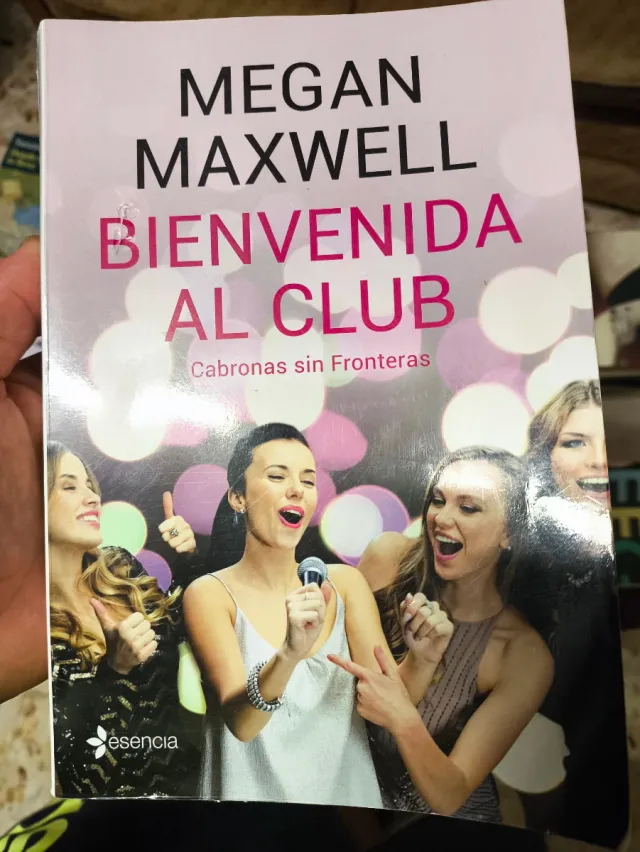 MEGAN
MAXWELL
BIENVENIDA
AL CLUB
Cabronas sin Fronteras
esencia